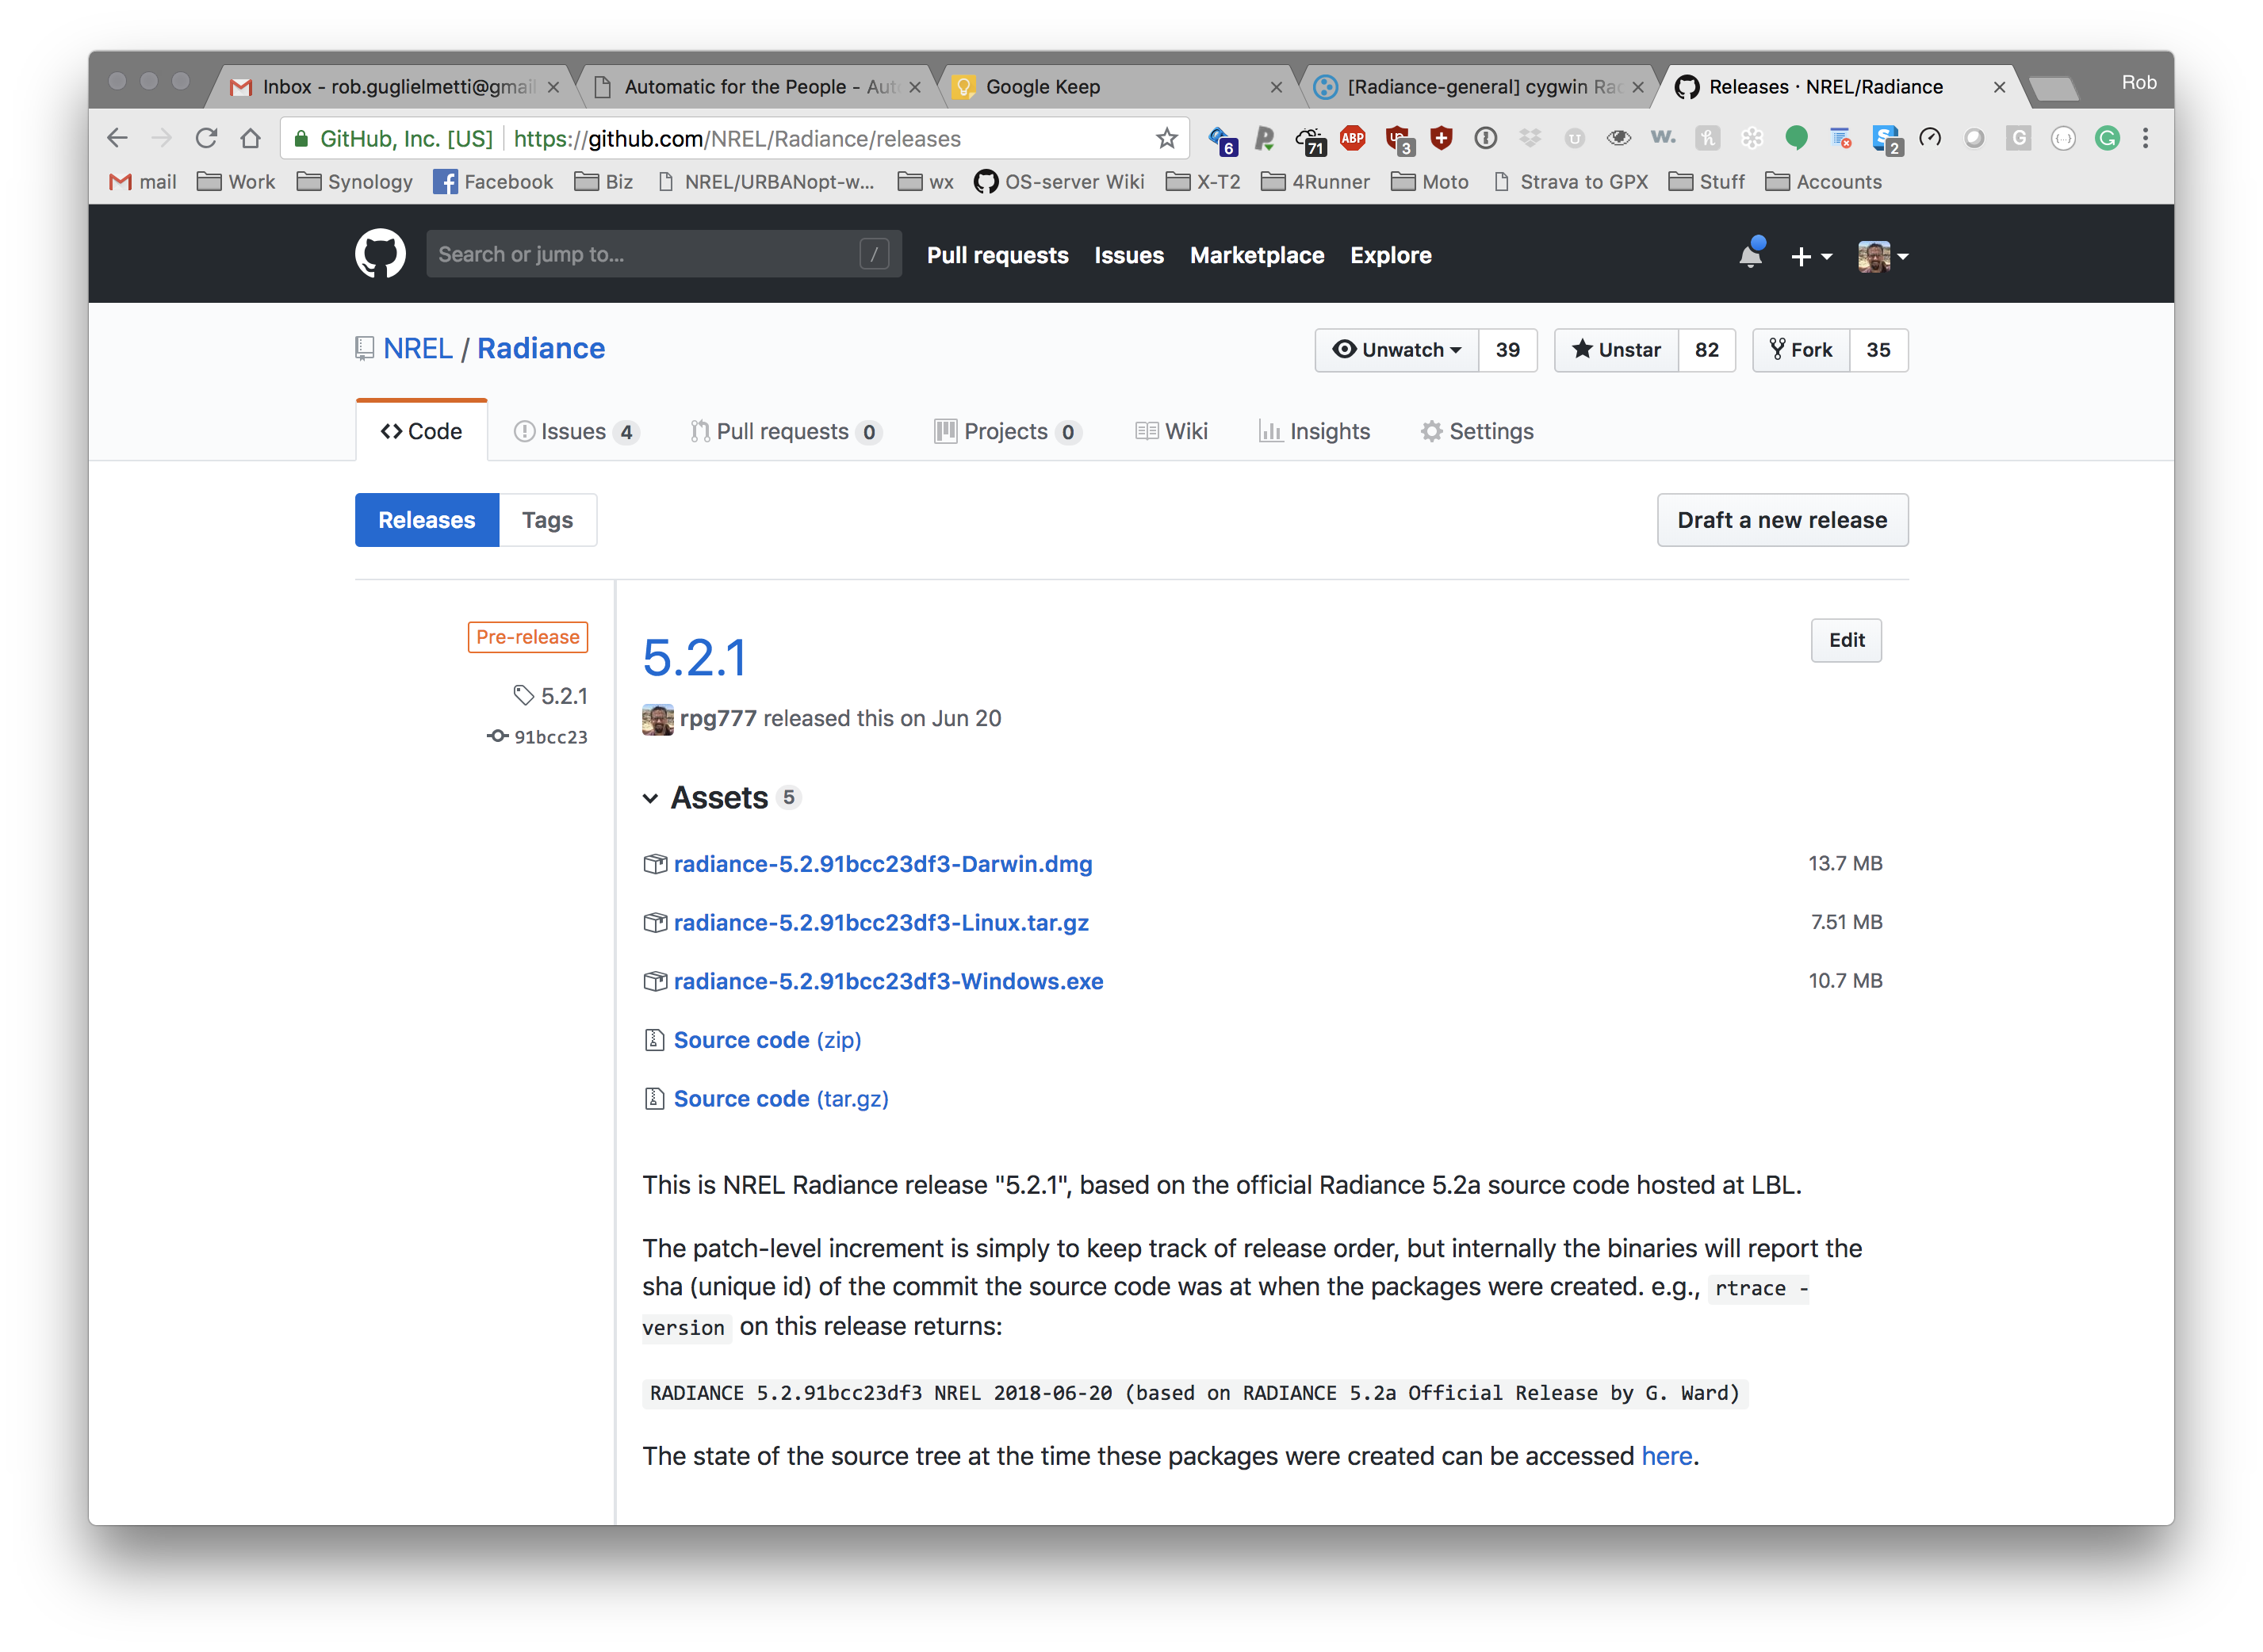 Inbox - rob.guglielmetti@gmail
Automatic for the People - Aut
Google Keep
[Radiance-general] cygwin Rac
Releases · NREL/Radiance
Rob
GitHub, Inc. [US] https://github.com/NREL/Radiance/releases
6
71
ABP
3
w.
h
U
2
G
G
mail
Work
Synology
Facebook
Biz
NREL/URBANopt-w...
wx
OS-server Wiki
X-T2
4Runner
Moto
Strava to GPX
Stuff
Accounts
Search or jump to... /
Pull requests
Issues
Marketplace
Explore
NREL / Radiance
Unwatch 39
Unstar 82
Fork 35
Code
Issues 4
Pull requests 0
Projects 0
Wiki
Insights
Settings
Releases
Tags
Draft a new release
Pre-release
5.2.1
91bcc23
5.2.1
Edit
rpg777 released this on Jun 20
Assets 5
radiance-5.2.91bcc23df3-Darwin.dmg 13.7 MB
radiance-5.2.91bcc23df3-Linux.tar.gz 7.51 MB
radiance-5.2.91bcc23df3-Windows.exe 10.7 MB
Source code (zip)
Source code (tar.gz)
This is NREL Radiance release "5.2.1", based on the official Radiance 5.2a source code hosted at LBL.
The patch-level increment is simply to keep track of release order, but internally the binaries will report the
sha (unique id) of the commit the source code was at when the packages were created. e.g., rtrace -
version on this release returns:
RADIANCE 5.2.91bcc23df3 NREL 2018-06-20 (based on RADIANCE 5.2a Official Release by G. Ward)
The state of the source tree at the time these packages were created can be accessed here.